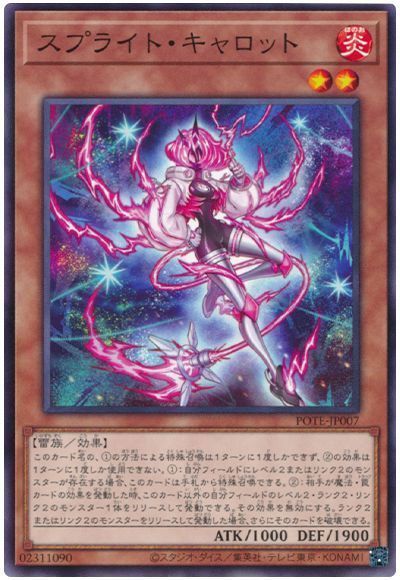 スプライト・キャロット
炎
POTE-JP007
【雷族／効果】
このカード名の、①の方法による特殊召喚は1ターンに1度しかできず、②の効果は
1ターンに1度しか使用できない。①：自分フィールドにレベル2またはリンク2のモンス
ターが存在する場合、このカードは手札から特殊召喚できる。②：相手が魔法・罠
カードの効果を発動した時、このカード以外の自分フィールドのレベル2・ランク2・リン
ク2のモンスター1体をリリースして発動できる。その効果を無効にする。ランク2
またはリンク2のモンスターをリリースして発動した場合、さらにそのカードを破壊できる。
ATK/1000 DEF/1900
02311090
©スタジオ・ダイス／集英社・テレビ東京・KONAMI